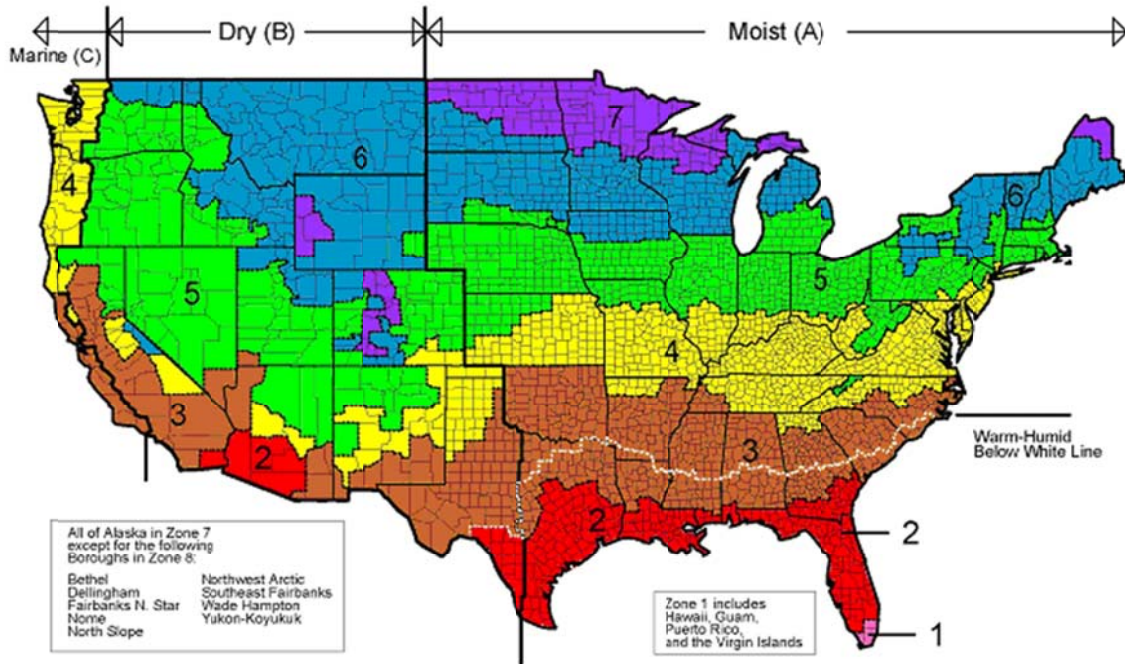 Marine (C)
Dry (B)
Moist (A)
7
6
4
6
5
5
4
3
3
2
2
Warm-Humid
Below White Line
2
1
All of Alaska in Zone 7
except for the following
Boroughs in Zone 8:
Bethel
Dellingham
Fairbanks N. Star
Nome
North Slope
Northwest Arctic
Southeast Fairbanks
Wade Hampton
Yukon-Koyukuk
Zone 1 includes
Hawaii, Guam,
Puerto Rico,
and the Virgin Islands